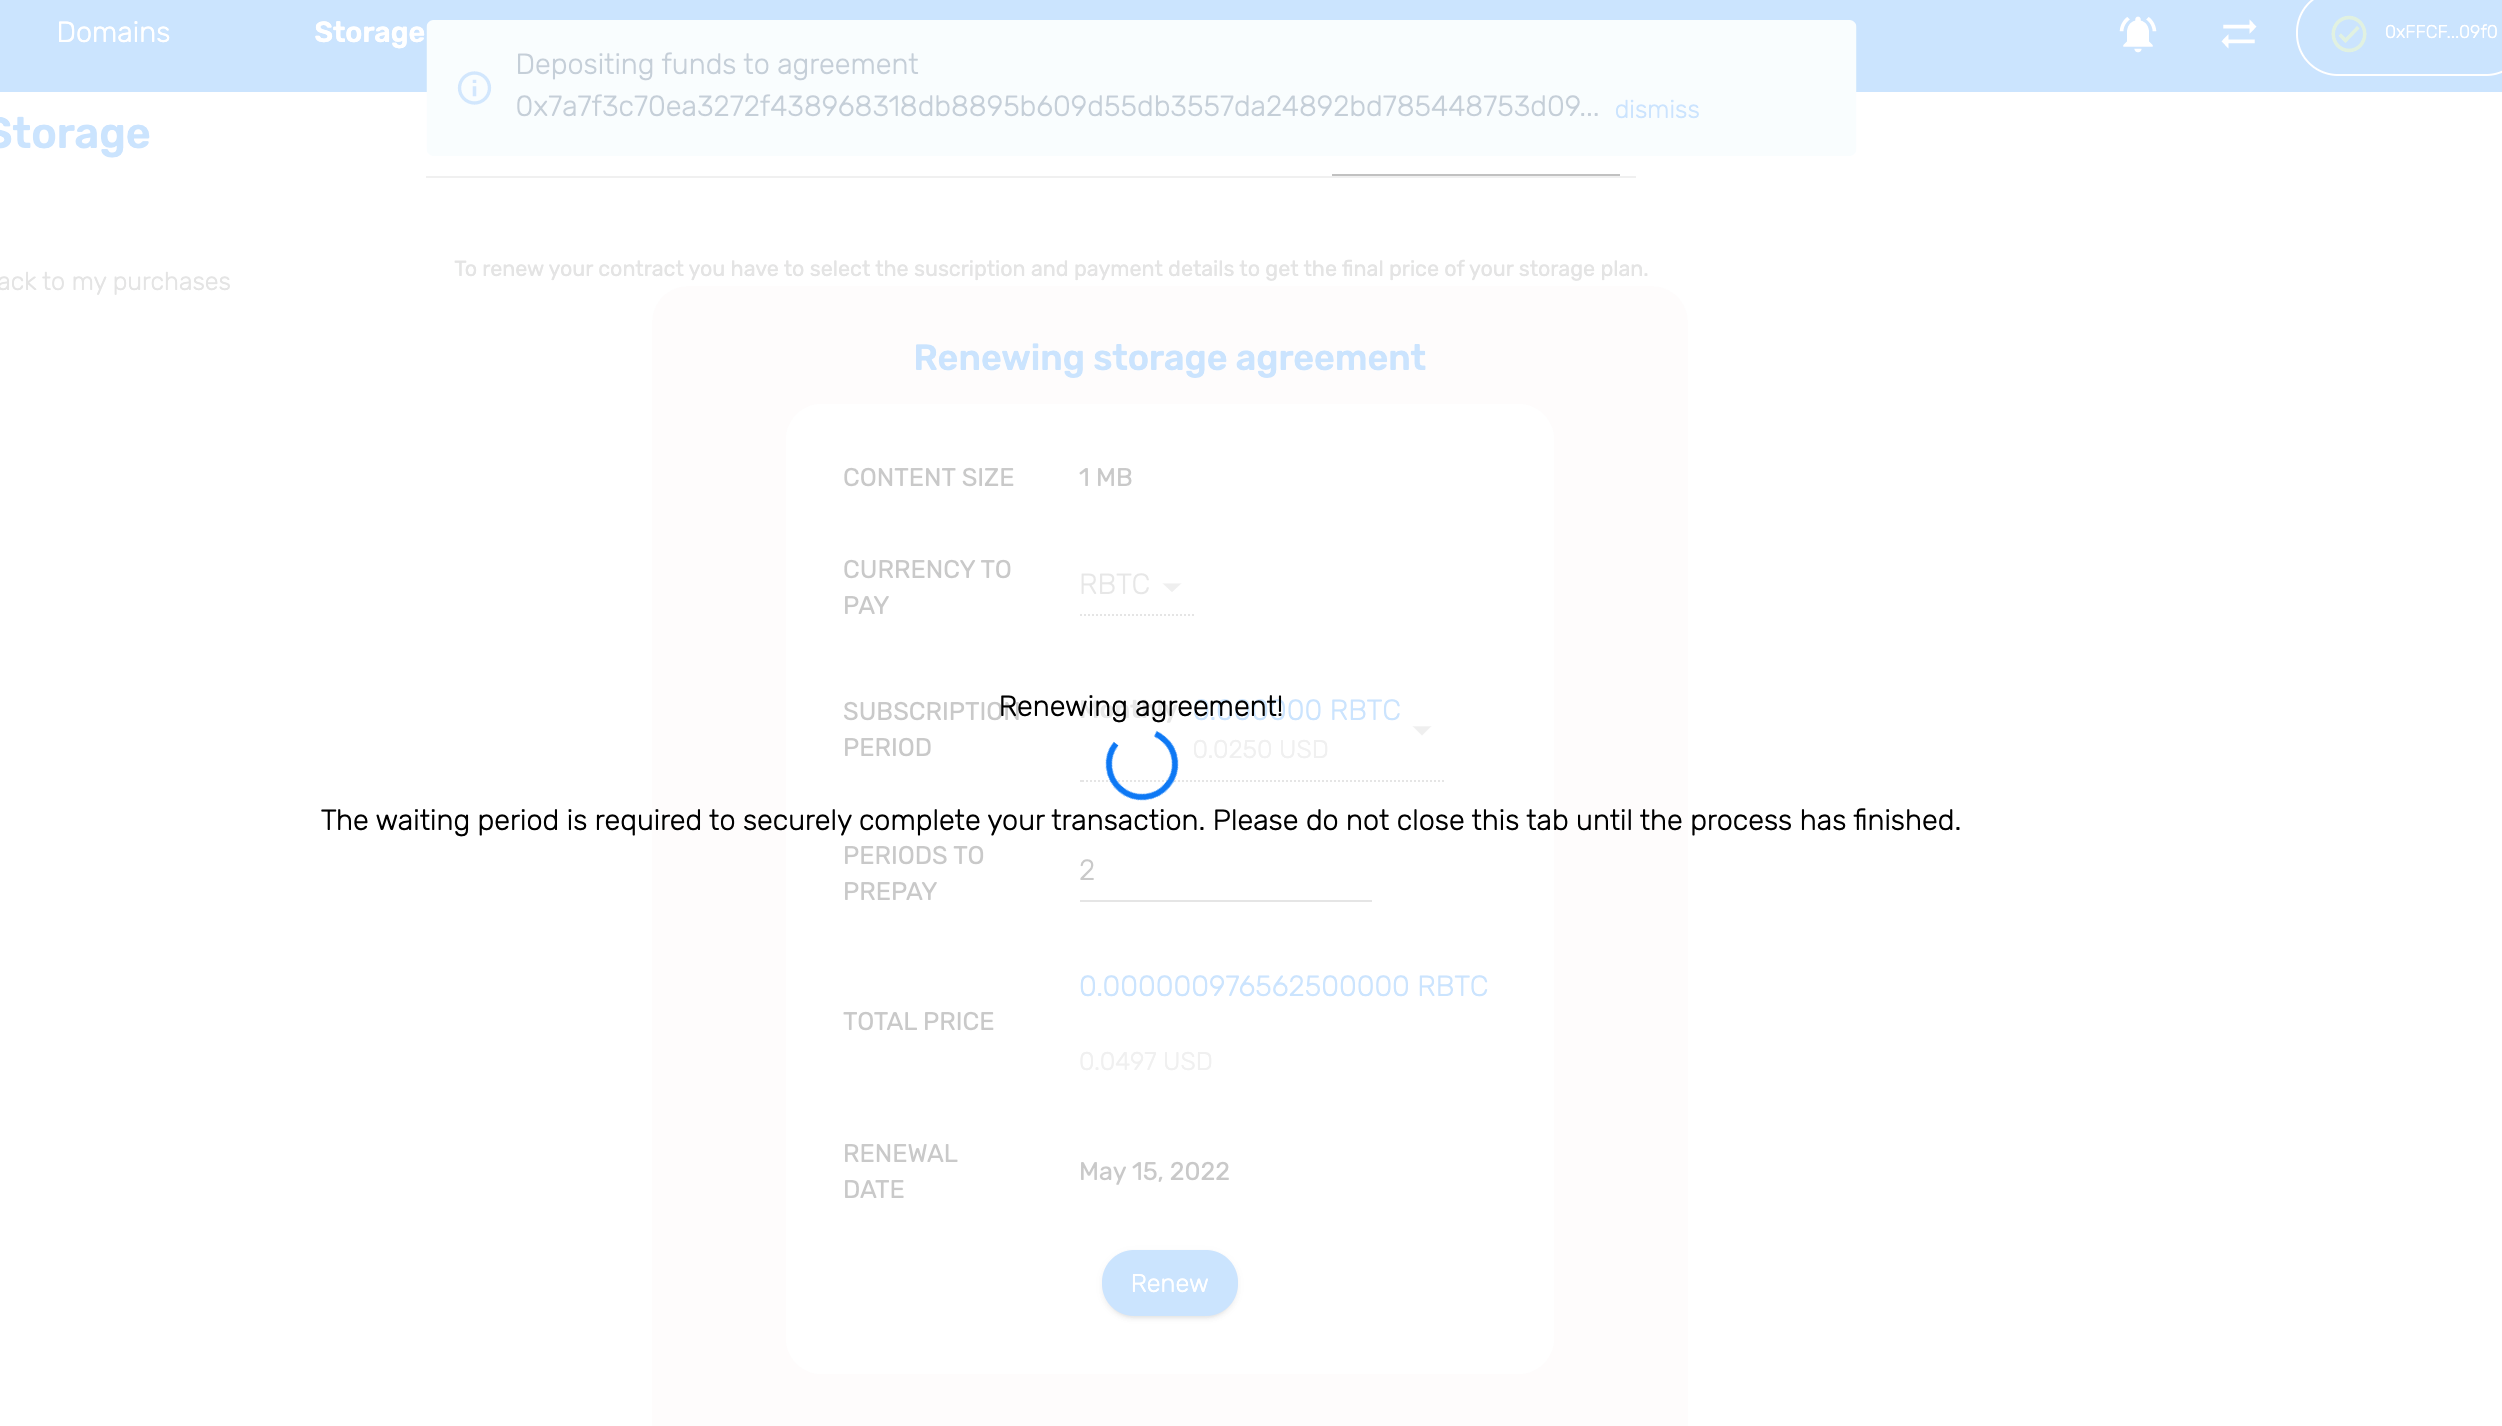 Domains
Storage
0xFFCF...09f0
Depositing funds to agreement
0x7a7f3c70ea3272f438968318db8895b609d55db3557da24892bd785448753d09... dismiss
Storage
to my purchases
To renew your contract you have to select the suscription and payment details to get the final price of your storage plan.
Renewing storage agreement
CONTENT SIZE 1 MB
CURRENCY TO
PAY
RBTC
Renewing agreement!
SUBSCRIPTION
PERIOD
RBTC
0.0250 USD
The waiting period is required to securely complete your transaction. Please do not close this tab until the process has finished.
PERIODS TO
PREPAY
2
0.000000976562500000 RBTC
TOTAL PRICE
0.0497 USD
RENEWAL
DATE
May 15, 2022
Renew